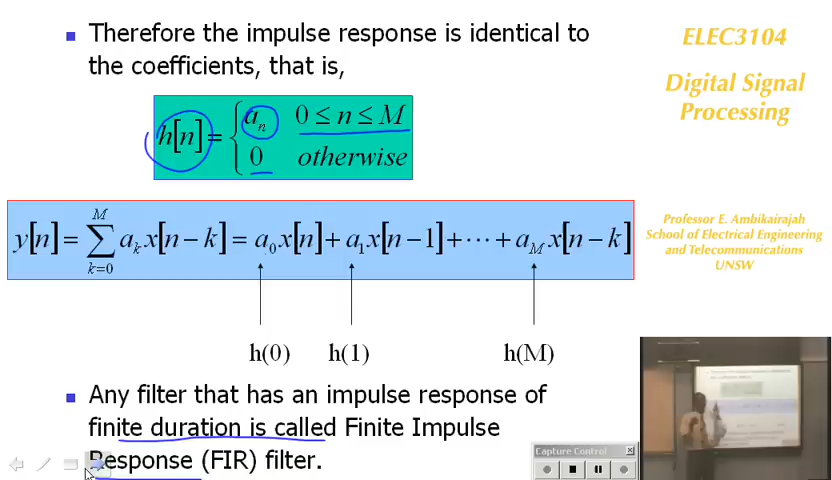 Therefore the impulse response is identical to
the coefficients, that is,
h[n] = { a_n 0 ≤ n ≤ M
0 otherwise
y[n] = ∑_{k=0}^{M} a_k x[n−k] = a_0 x[n] + a_1 x[n−1] + ⋯ + a_M x[n−k]
h(0) h(1) h(M)
Any filter that has an impulse response of
finite duration is called Finite Impulse
Response (FIR) filter.
ELEC3104
Digital Signal
Processing
Professor E. Ambikairajah
School of Electrical Engineering
and Telecommunications
UNSW
Capture Control